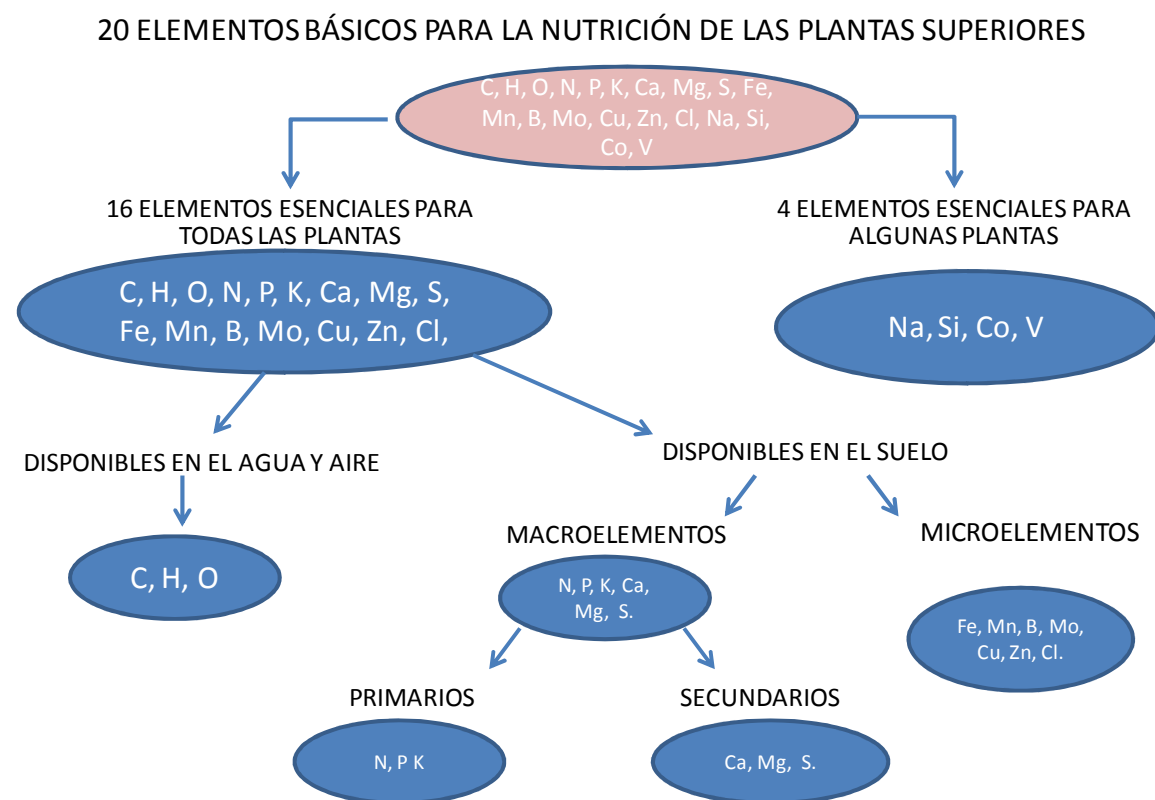 20 ELEMENTOS BÁSICOS PARA LA NUTRICIÓN DE LAS PLANTAS SUPERIORES
C, H, O, N, P, K, Ca, Mg, S, Fe,
Mn, B, Mo, Cu, Zn, Cl, Na, Si,
Co, V
16 ELEMENTOS ESENCIALES PARA
TODAS LAS PLANTAS
C, H, O, N, P, K, Ca, Mg, S,
Fe, Mn, B, Mo, Cu, Zn, Cl,
4 ELEMENTOS ESENCIALES PARA
ALGUNAS PLANTAS
Na, Si, Co, V
DISPONIBLES EN EL AGUA Y AIRE
C, H, O
DISPONIBLES EN EL SUELO
MACROELEMENTOS
N, P, K, Ca,
Mg, S.
MICROELEMENTOS
Fe, Mn, B, Mo,
Cu, Zn, Cl.
PRIMARIOS
N, P K
SECUNDARIOS
Ca, Mg, S.